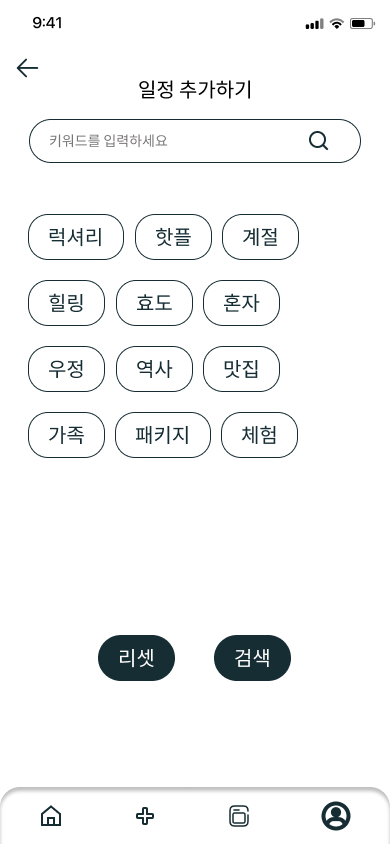 9:41
일정 추가하기
키워드를 입력하세요
럭셔리 핫플 계절
힐링 효도 혼자
우정 역사 맛집
가족 패키지 체험
리셋 검색